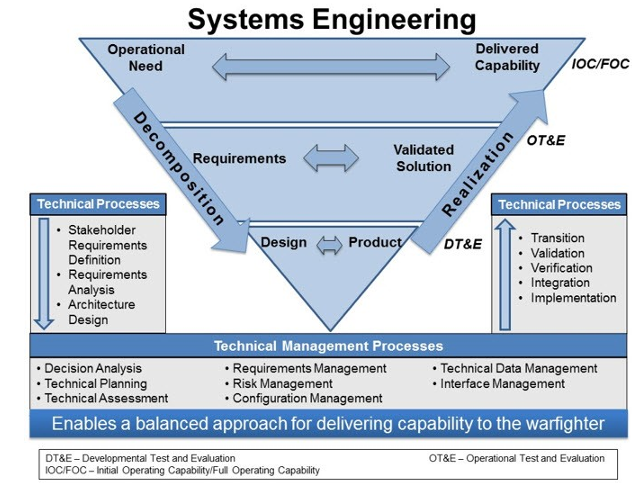 Systems Engineering
Operational
Need
Delivered
Capability
IOC/FOC
Decomposition
Realization
OT&E
Requirements
Validated
Solution
Design
Product
DT&E
Technical Processes
• Stakeholder
Requirements
Definition
• Requirements
Analysis
• Architecture
Design
Technical Processes
• Transition
• Validation
• Verification
• Integration
• Implementation
Technical Management Processes
• Decision Analysis
• Technical Planning
• Technical Assessment
• Requirements Management
• Risk Management
• Configuration Management
• Technical Data Management
• Interface Management
Enables a balanced approach for delivering capability to the warfighter
DT&E – Developmental Test and Evaluation
IOC/FOC – Initial Operating Capability/Full Operating Capability
OT&E – Operational Test and Evaluation